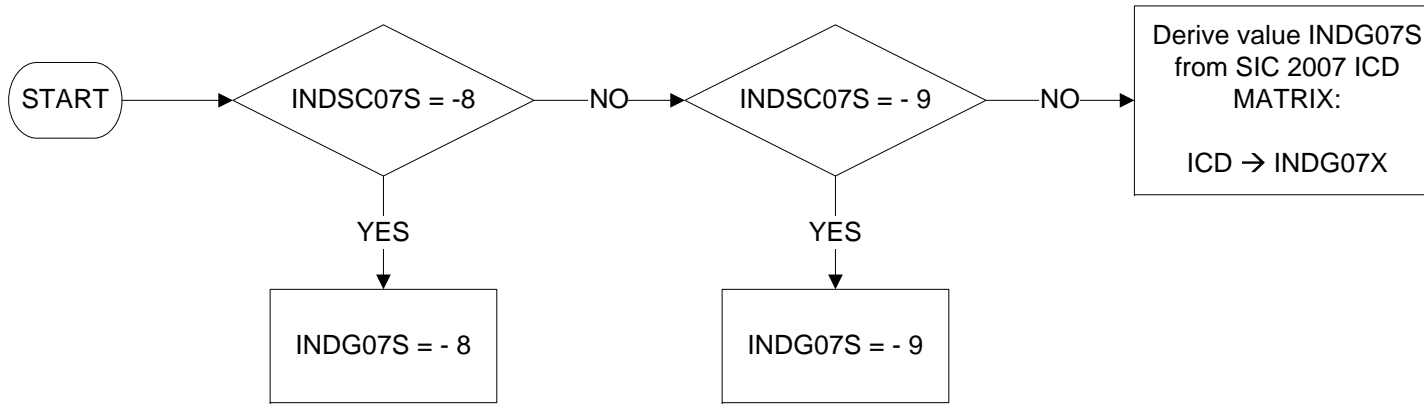 START
INDSC07S = -8
NO
INDSC07S = - 9
NO
Derive value INDG07S
from SIC 2007 ICD
MATRIX:
ICD → INDG07X
YES
YES
INDG07S = - 8
INDG07S = - 9